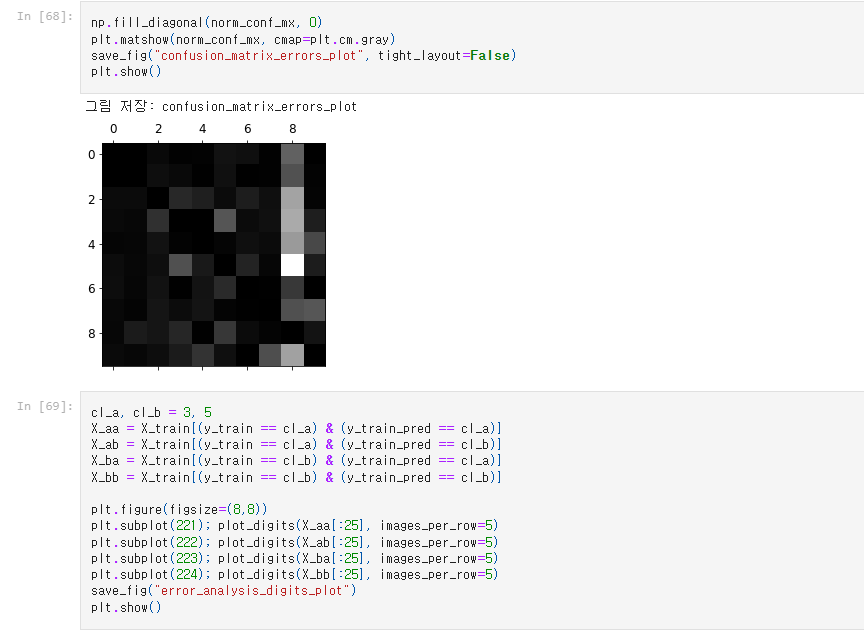 In [68]:
np.fill_diagonal(norm_conf_mx, 0)
plt.matshow(norm_conf_mx, cmap=plt.cm.gray)
save_fig("confusion_matrix_errors_plot", tight_layout=False)
plt.show()
그림 저장: confusion_matrix_errors_plot
0 2 4 6 8
0
2
4
6
8
In [69]:
cl_a, cl_b = 3, 5
X_aa = X_train[(y_train == cl_a) & (y_train_pred == cl_a)]
X_ab = X_train[(y_train == cl_a) & (y_train_pred == cl_b)]
X_ba = X_train[(y_train == cl_b) & (y_train_pred == cl_a)]
X_bb = X_train[(y_train == cl_b) & (y_train_pred == cl_b)]
plt.figure(figsize=(8,8))
plt.subplot(221); plot_digits(X_aa[:25], images_per_row=5)
plt.subplot(222); plot_digits(X_ab[:25], images_per_row=5)
plt.subplot(223); plot_digits(X_ba[:25], images_per_row=5)
plt.subplot(224); plot_digits(X_bb[:25], images_per_row=5)
save_fig("error_analysis_digits_plot")
plt.show()